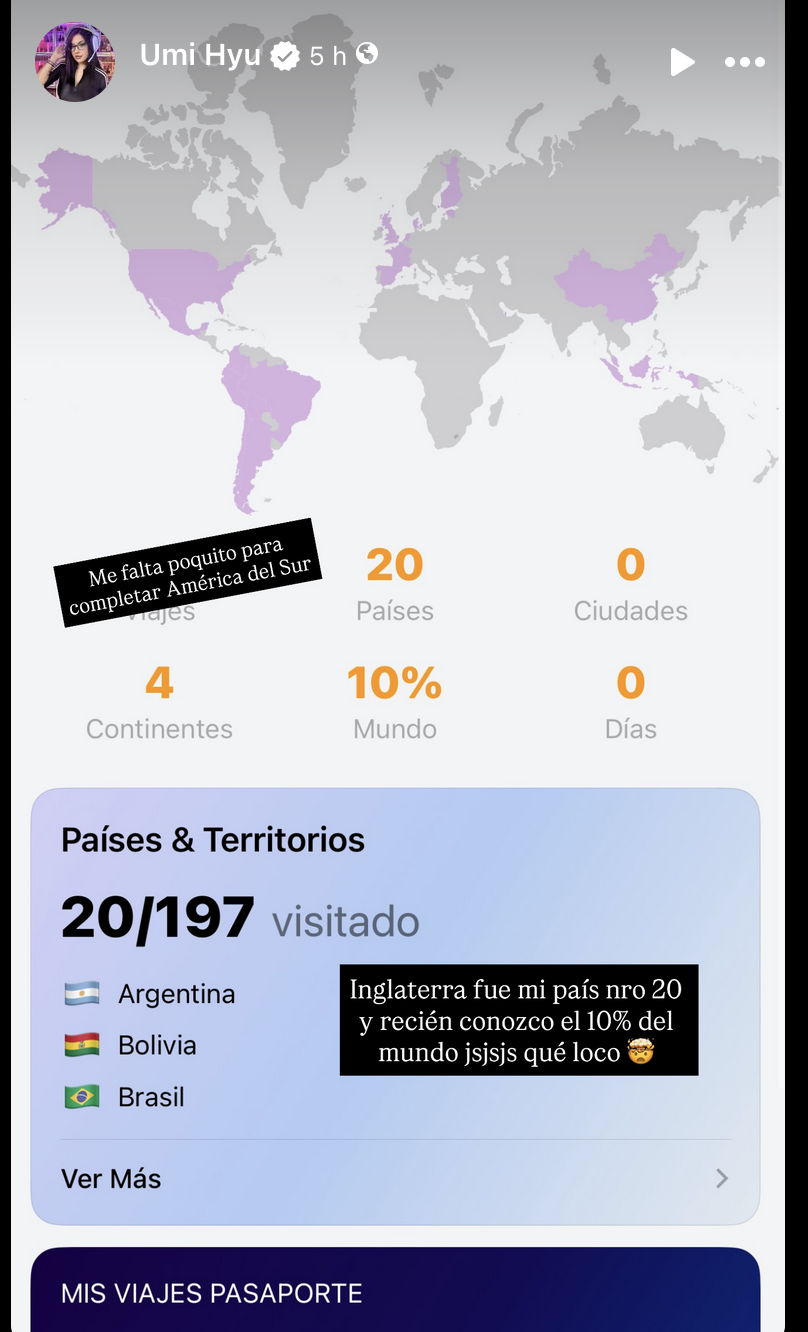 Umi Hyu 5 h
Me falta poquito para
completar América del Sur
Viajes
20
Países
0
Ciudades
4
Continentes
10%
Mundo
0
Días
Países & Territorios
20/197 visitado
Argentina
Bolivia
Brasil
Inglaterra fue mi país nro 20
y recién conozco el 10% del
mundo jsjsjs qué loco 🤯
Ver Más
MIS VIAJES PASAPORTE